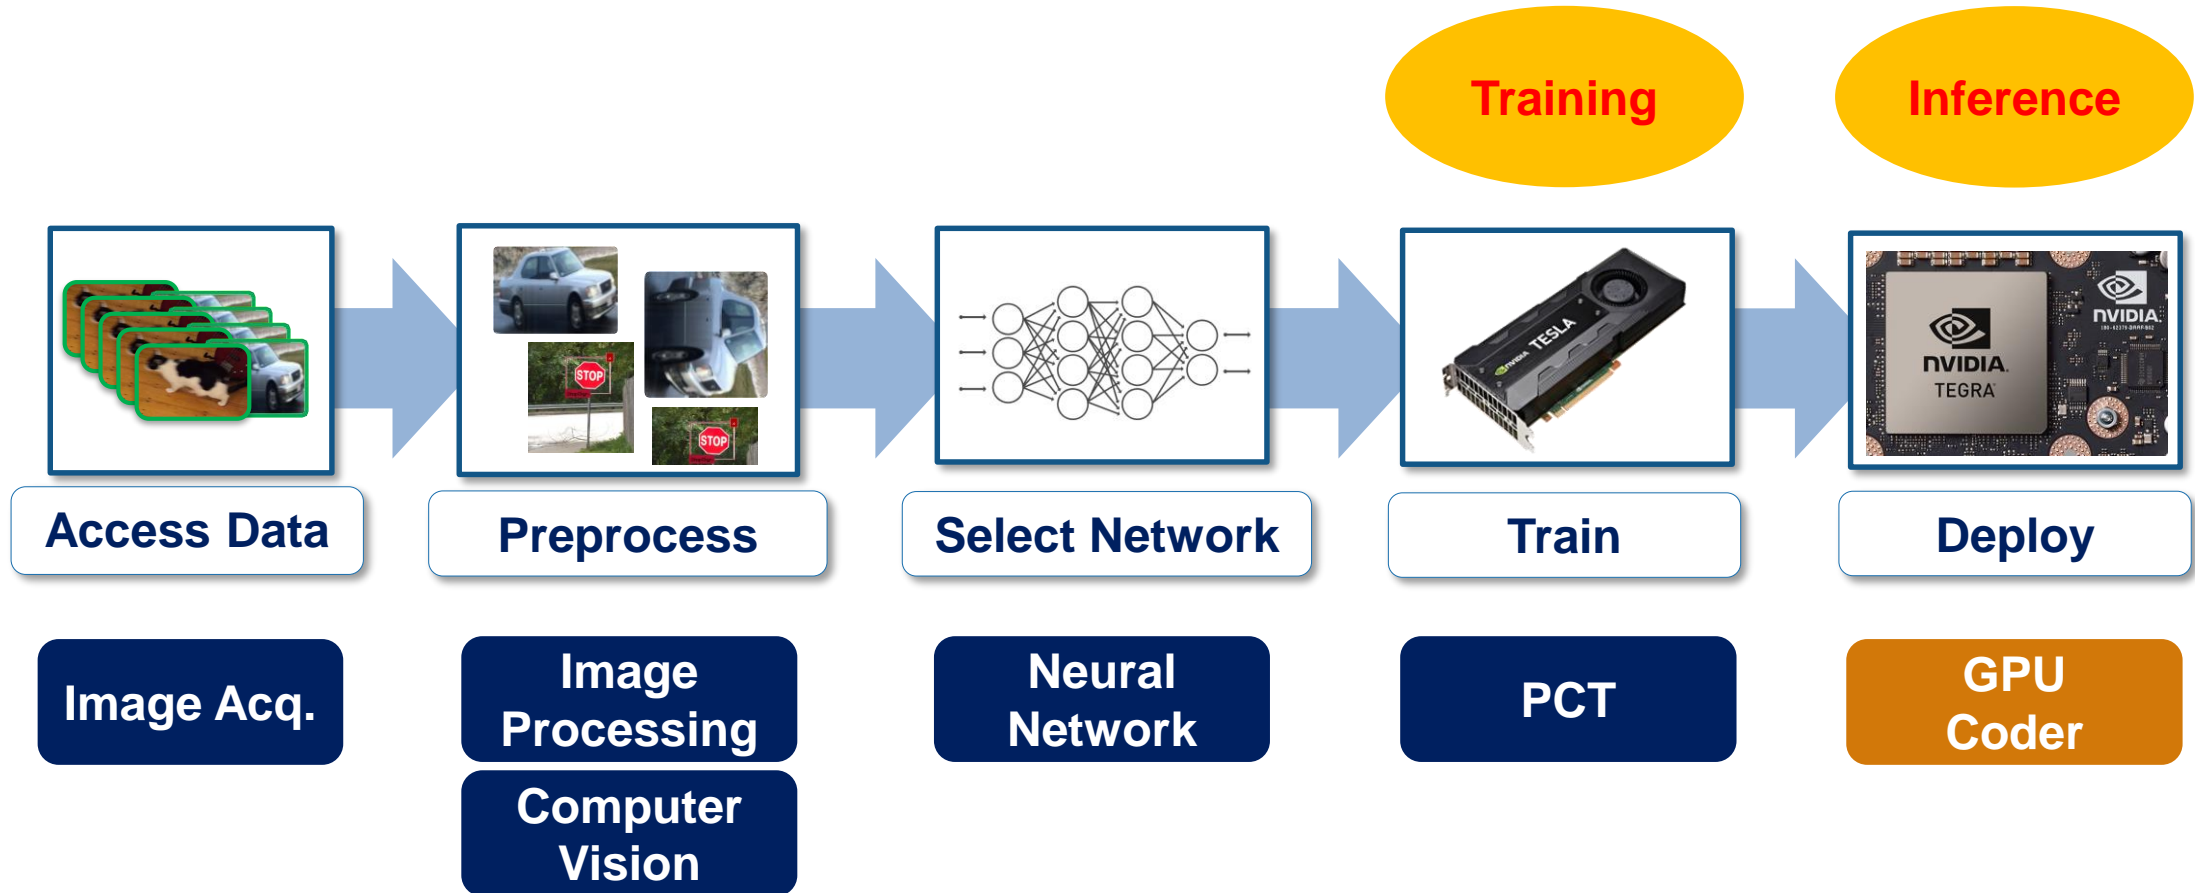 Training
Inference
STOP
STOP
NVIDIA TESLA
NVIDIA.
TEGRA
NVIDIA.
Access Data
Preprocess
Select Network
Train
Deploy
Image Acq.
Image
Processing
Computer
Vision
Neural
Network
PCT
GPU
Coder